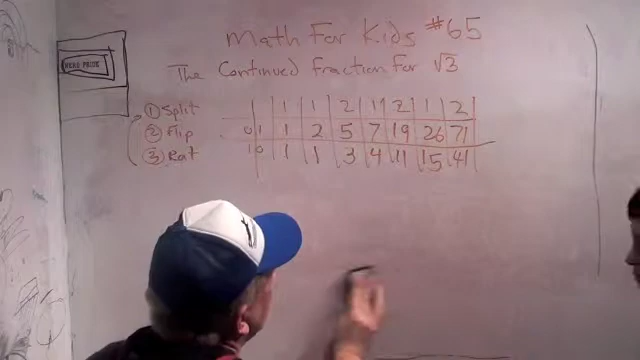 Math For Kids #65
NERD PRIDE
The Continued Fraction for √3
① Split
② Flip
③ Rat
1 1 2 1 2 1 2
0 1 1 2 5 7 19 26 71
1 0 1 1 3 4 11 15 41